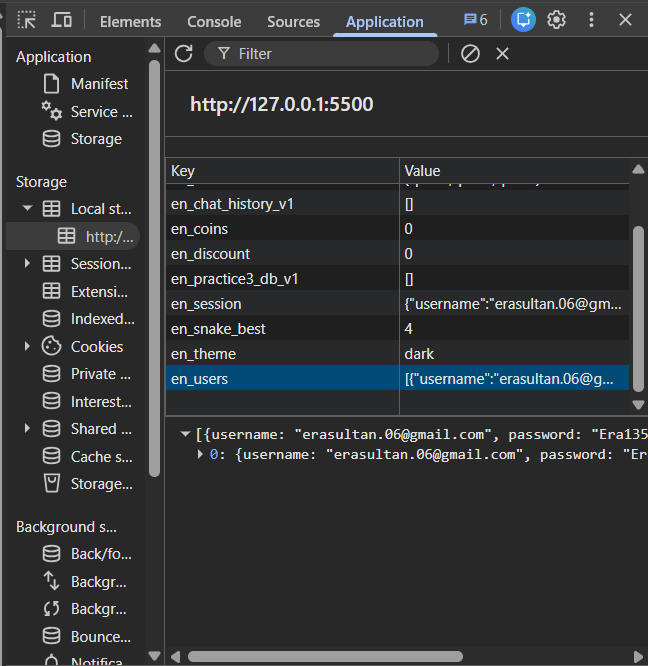 Elements Console Sources Application 6
Application
Manifest
Service ...
Storage
Storage
Local st...
http:/...
Session...
Extensi...
Indexed...
Cookies
Private ...
Interest...
Shared ...
Cache s...
Storage...
Background s...
Back/fo...
Backgr...
Backgr...
Bounce...
Notifica
Filter
http://127.0.0.1:5500
Key Value
en_chat_history_v1 []
en_coins 0
en_discount 0
en_practice3_db_v1 []
en_session {"username":"erasultan.06@gm...
en_snake_best 4
en_theme dark
en_users [{"username":"erasultan.06@g...
[{username: "erasultan.06@gmail.com", password: "Era135
0: {username: "erasultan.06@gmail.com", password: "Er